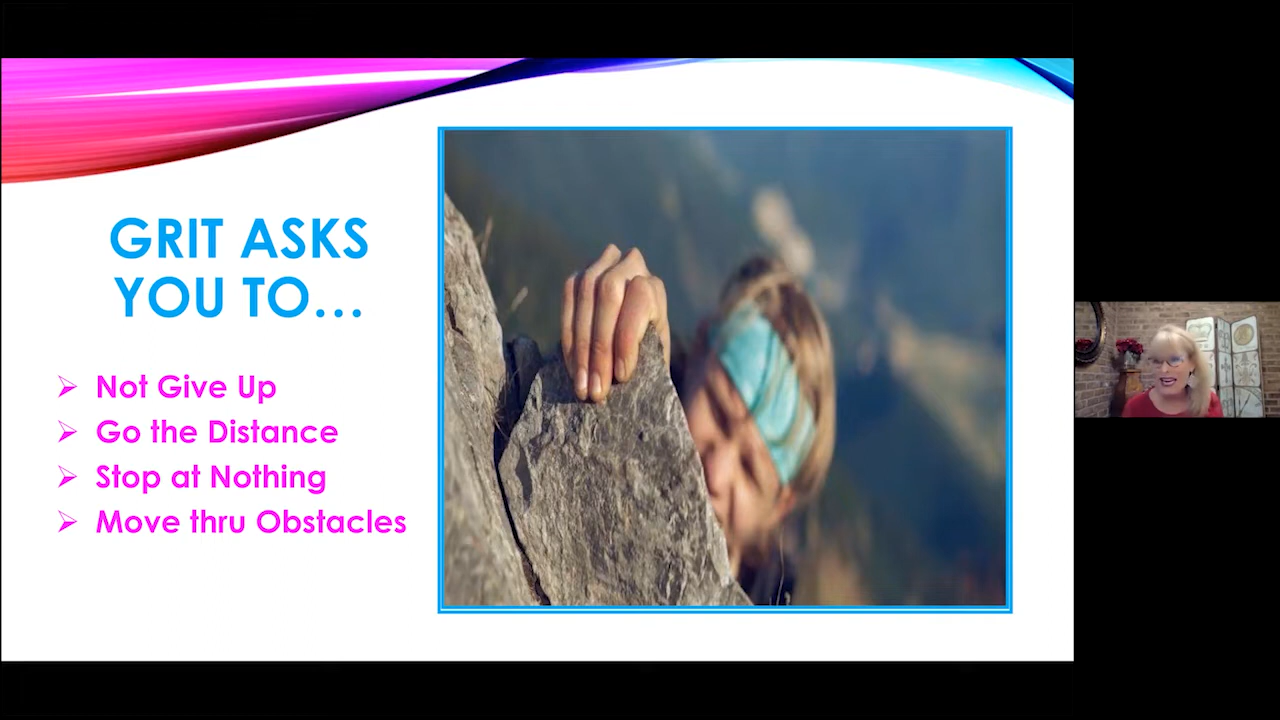 GRIT ASKS
YOU TO...
Not Give Up
Go the Distance
Stop at Nothing
Move thru Obstacles